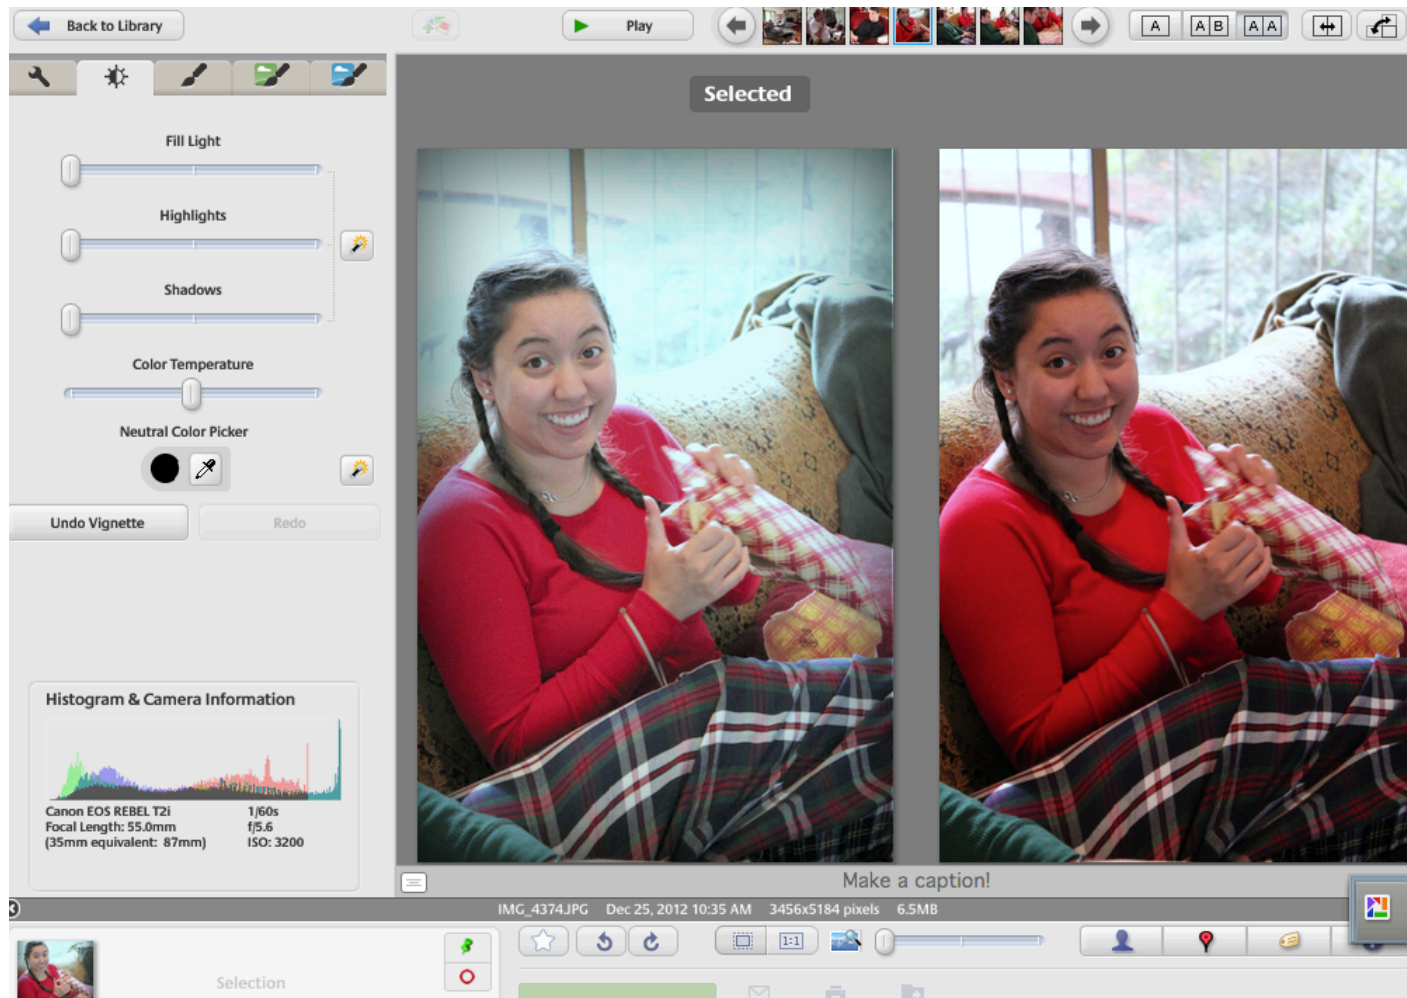 Back to Library
Play
A
A B
A A
Selected
Fill Light
Highlights
Shadows
Color Temperature
Neutral Color Picker
Undo Vignette
Redo
Histogram & Camera Information
Canon EOS REBEL T2i 1/60s
Focal Length: 55.0mm f/5.6
(35mm equivalent: 87mm) ISO: 3200
Make a caption!
IMG_4374.JPG Dec 25, 2012 10:35 AM 3456x5184 pixels 6.5MB
1:1
Selection